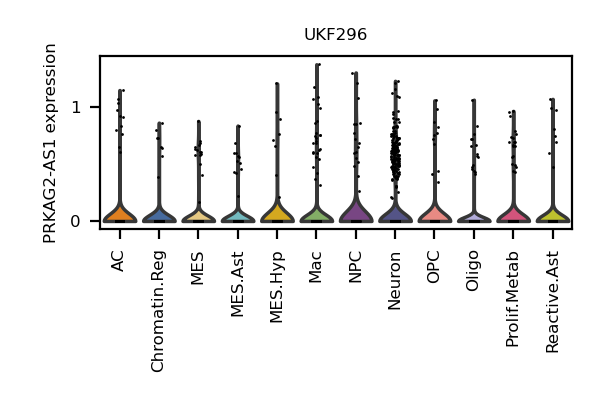 UKF296
PRKAG2-AS1 expression
1
0
AC
Chromatin.Reg
MES
MES.Ast
MES.Hyp
Mac
NPC
Neuron
OPC
Oligo
Prolif.Metab
Reactive.Ast